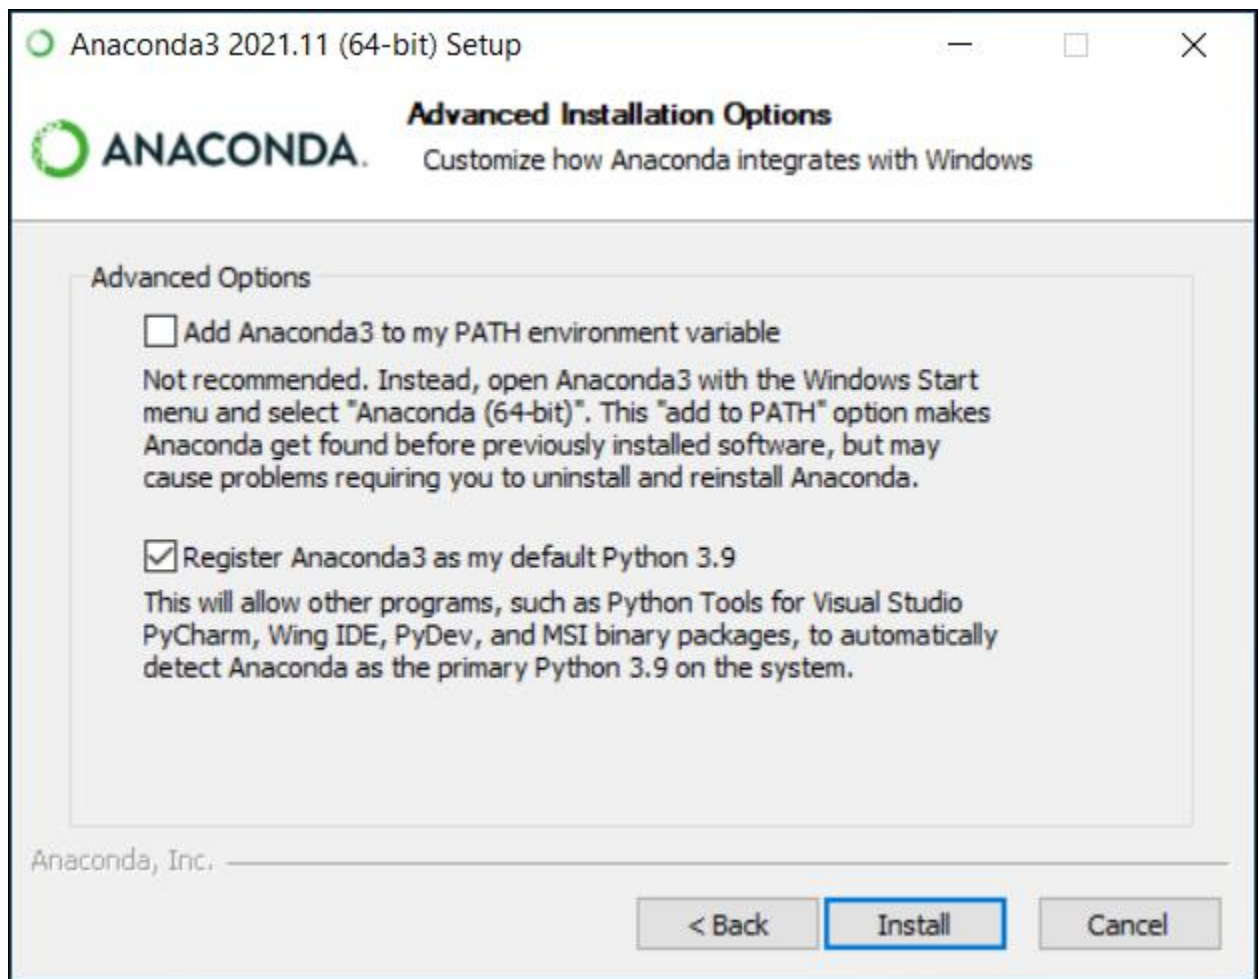 Anaconda3 2021.11 (64-bit) Setup
ANACONDA.
Advanced Installation Options
Customize how Anaconda integrates with Windows
Advanced Options
Add Anaconda3 to my PATH environment variable
Not recommended. Instead, open Anaconda3 with the Windows Start
menu and select "Anaconda (64-bit)". This "add to PATH" option makes
Anaconda get found before previously installed software, but may
cause problems requiring you to uninstall and reinstall Anaconda.
Register Anaconda3 as my default Python 3.9
This will allow other programs, such as Python Tools for Visual Studio
PyCharm, Wing IDE, PyDev, and MSI binary packages, to automatically
detect Anaconda as the primary Python 3.9 on the system.
Anaconda, Inc.
< Back
Install
Cancel